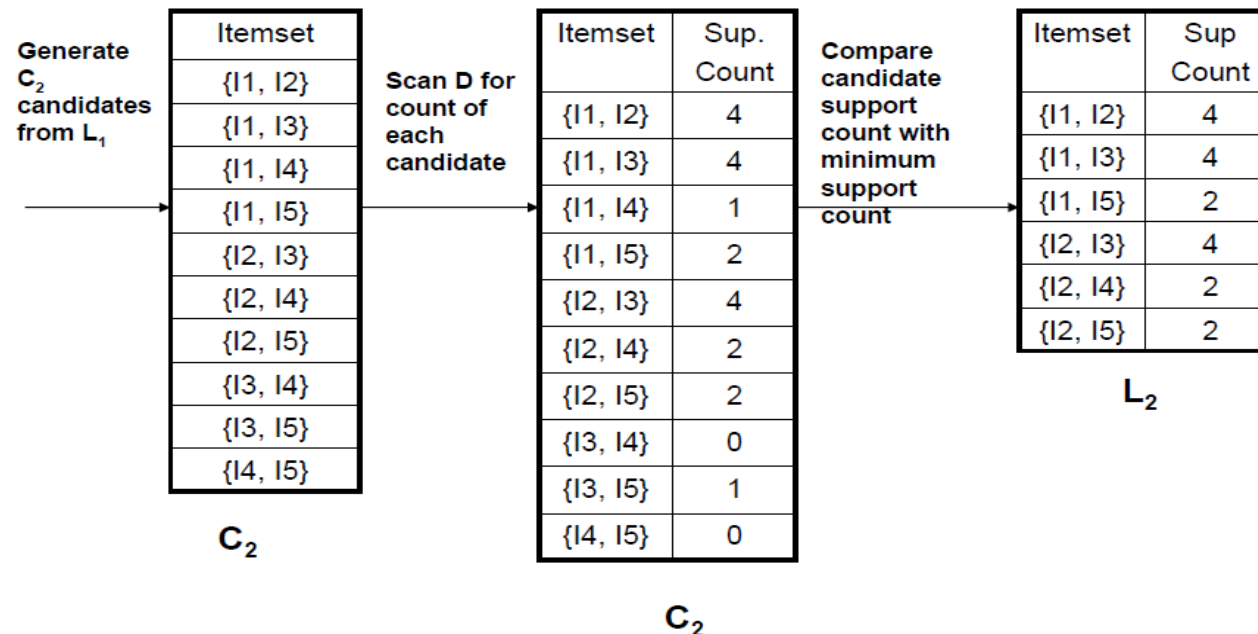 Generate
C₂
candidates
from L₁
Itemset
{I1, I2}
{I1, I3}
{I1, I4}
{I1, I5}
{I2, I3}
{I2, I4}
{I2, I5}
{I3, I4}
{I3, I5}
{I4, I5}
C₂
Scan D for
count of
each
candidate
Itemset Sup.
Count
{I1, I2} 4
{I1, I3} 4
{I1, I4} 1
{I1, I5} 2
{I2, I3} 4
{I2, I4} 2
{I2, I5} 2
{I3, I4} 0
{I3, I5} 1
{I4, I5} 0
C₂
Compare
candidate
support
count with
minimum
support
count
Itemset Sup
Count
{I1, I2} 4
{I1, I3} 4
{I1, I5} 2
{I2, I3} 4
{I2, I4} 2
{I2, I5} 2
L₂